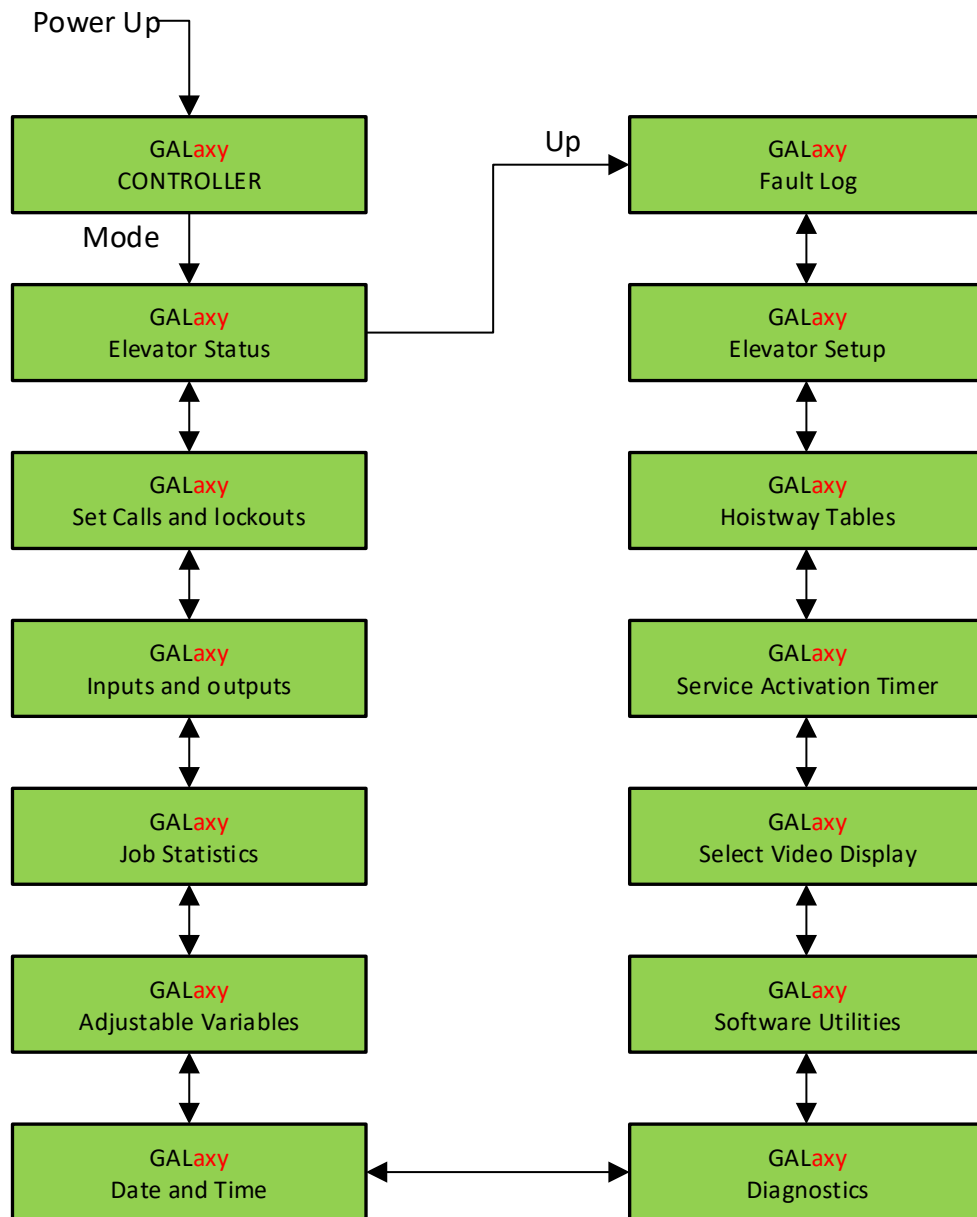 Power Up
GALaxy
CONTROLLER
Mode
GALaxy
Elevator Status
GALaxy
Set Calls and lockouts
GALaxy
Inputs and outputs
GALaxy
Job Statistics
GALaxy
Adjustable Variables
GALaxy
Date and Time
Up
GALaxy
Fault Log
GALaxy
Elevator Setup
GALaxy
Hoistway Tables
GALaxy
Service Activation Timer
GALaxy
Select Video Display
GALaxy
Software Utilities
GALaxy
Diagnostics